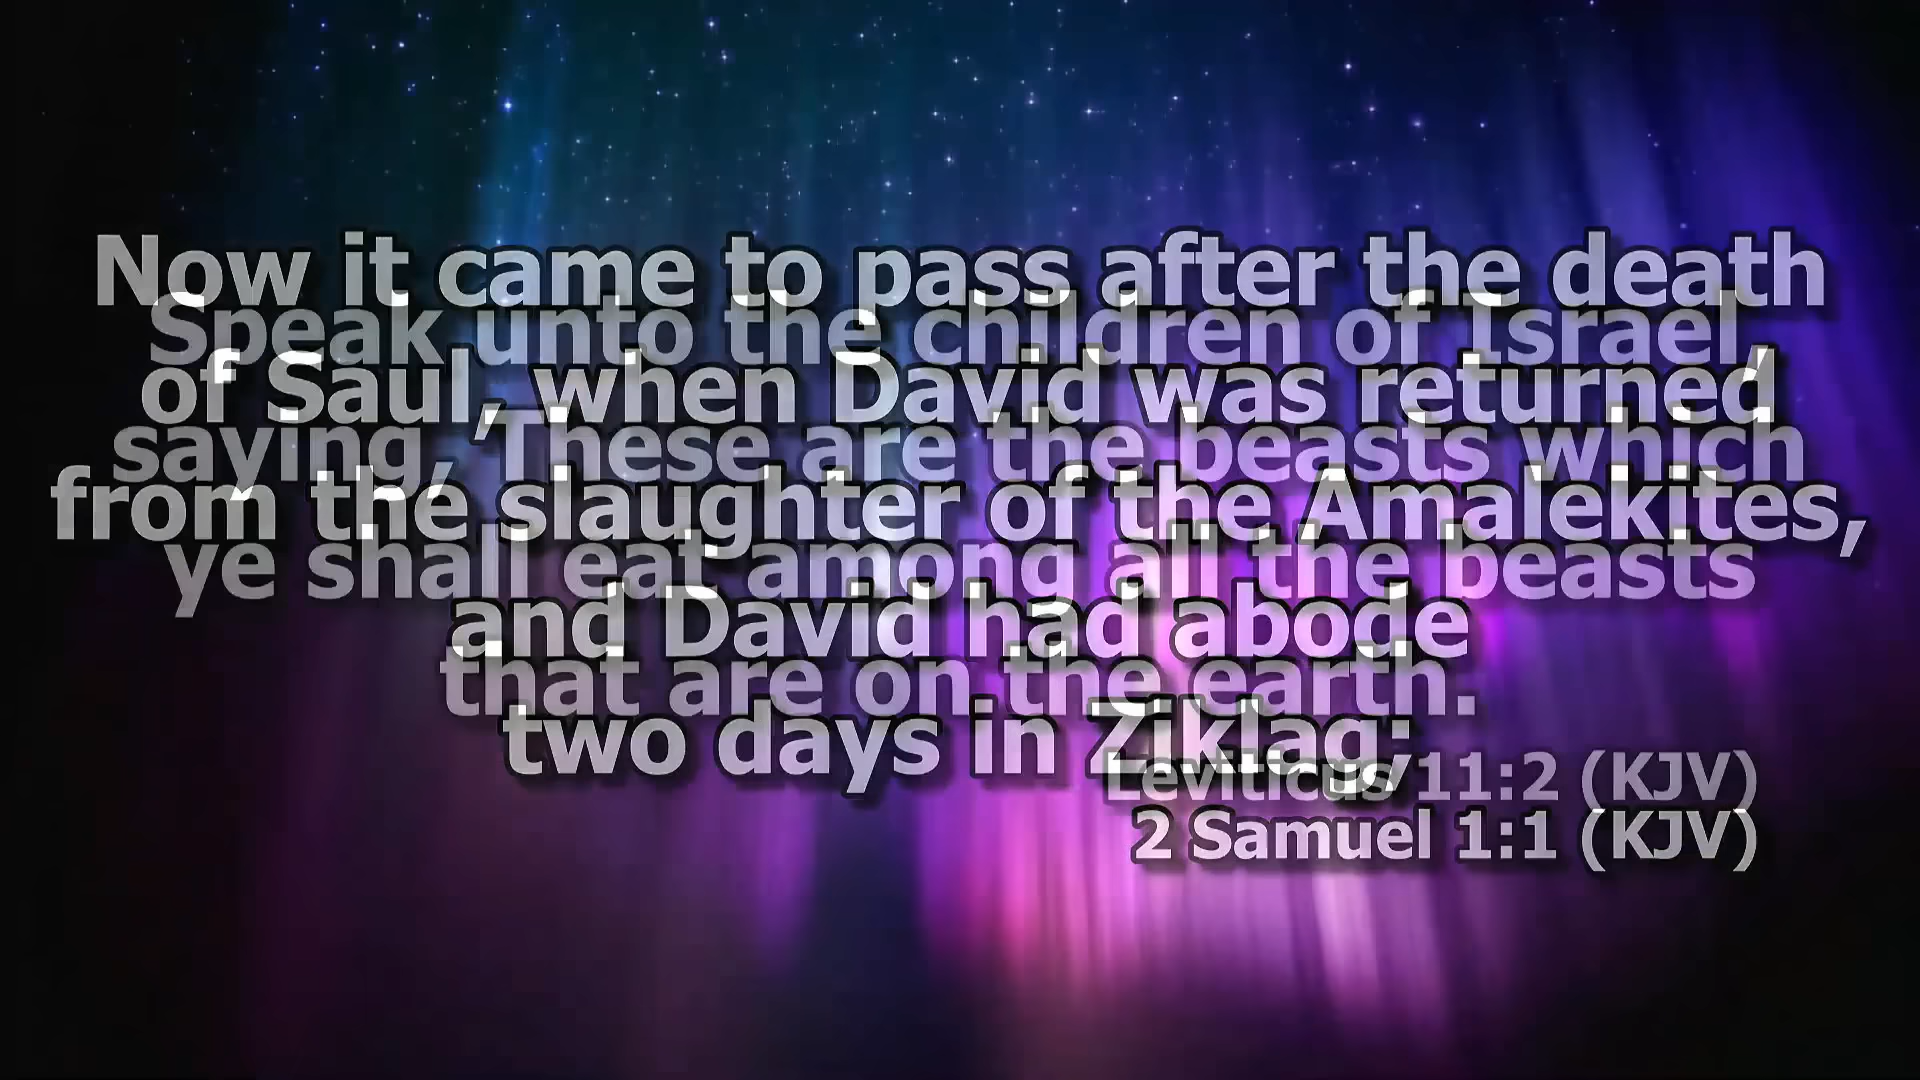 Now it came to pass after the death
Speak unto the children of Israel,
of Saul, when David was returned
saying, These are the beasts which
from the slaughter of the Amalekites,
ye shall eat among all the beasts
and David had abode
that are on the earth.
two days in Ziklag;
Leviticus 11:2 (KJV)
2 Samuel 1:1 (KJV)